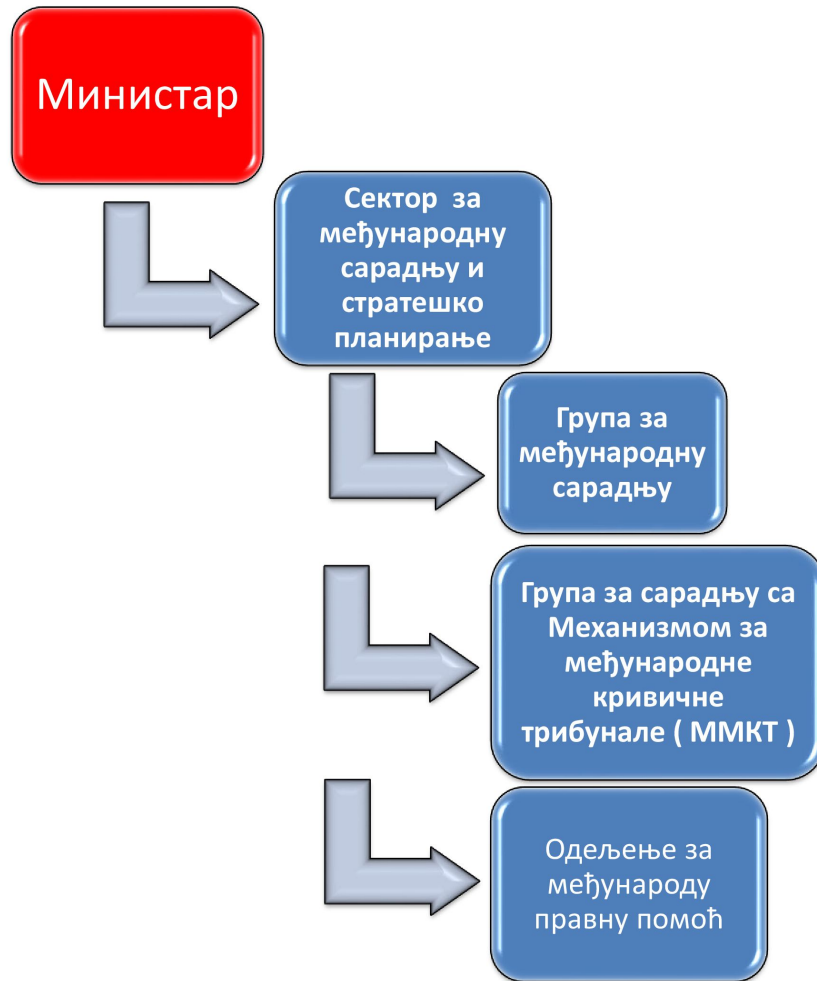 Министар
Сектор за
међународну
сарадњу и
стратешко
планирање
Група за
међународну
сарадњу
Група за сарадњу са
Механизмом за
међународне
кривичне
трибунале ( ММКТ )
Одељење за
међународу
правну помоћ